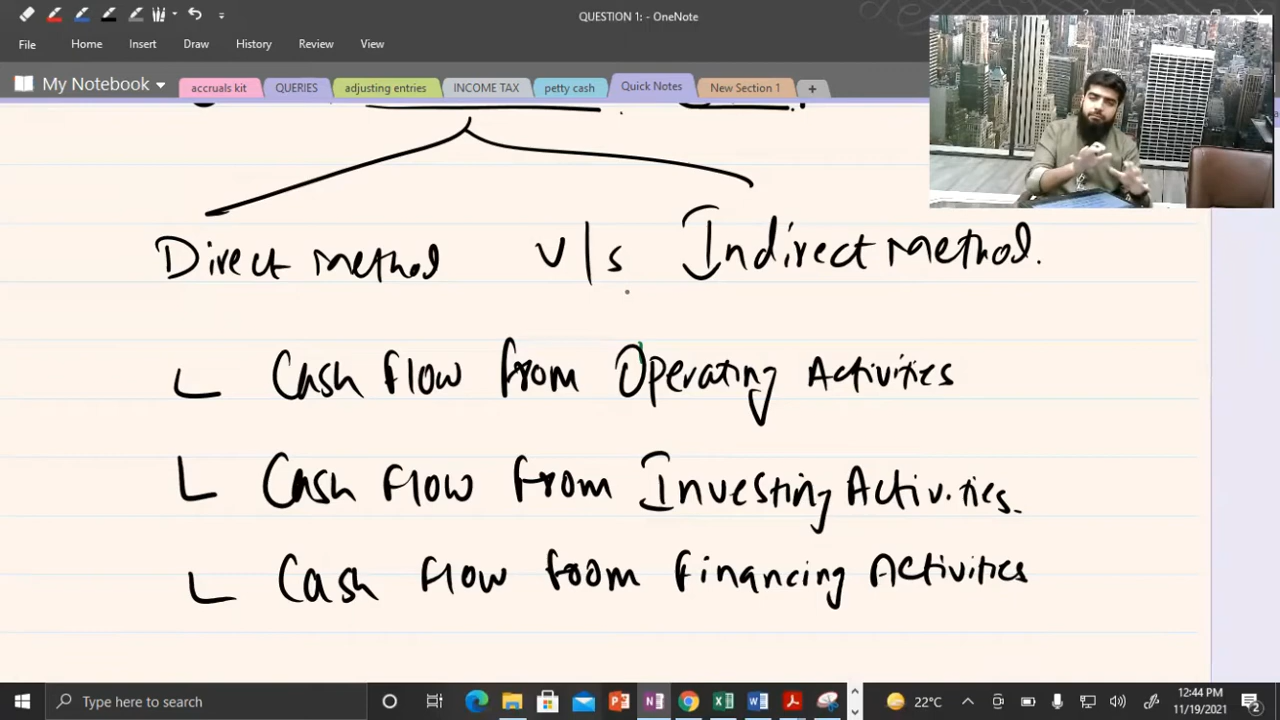 QUESTION 1: - OneNote
File Home Insert Draw History Review View
My Notebook accruals kit QUERIES adjusting entries INCOMETAX petty cash Quick Notes New Section 1
Direct Method v/s Indirect Method.
Cash flow from Operating Activities
Cash flow from Investing Activities.
Cash flow from financing Activities
Type here to search 22°C 12:44 PM
11/19/2021 2